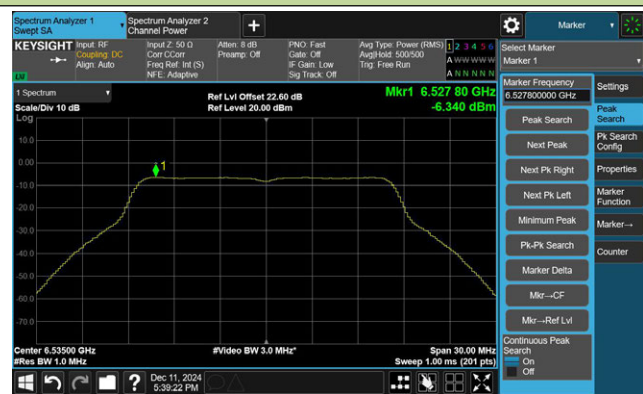 Spectrum Analyzer 1
Swept SA
Spectrum Analyzer 2
Channel Power
+
Marker
KEYSIGHT
Input: RF
Coupling: DC
Align: Auto
Input Z: 50 Ω
Corr CCorr
Freq Ref: Int (S)
NFE: Adaptive
Atten: 8 dB
Preamp: Off
PNO: Fast
Gate: Off
IF Gain: Low
Sig Track: Off
Avg Type: Power (RMS)
Avg|Hold: >100/100
Trig: Free Run
1 2 3 4 5 6
A W W W W W
A N N N N N
LW
Select Marker
Marker 1
1 Spectrum
Scale/Div 10 dB
Ref Lvl Offset 22.60 dB
Ref Level 20.00 dBm
Mkr1 6.527 80 GHz
-6.340 dBm
Log
10.0
0.00
-10.0
-20.0
-30.0
-40.0
-50.0
-60.0
-70.0
1
Center 6.53500 GHz
#Res BW 1.0 MHz
#Video BW 3.0 MHz*
Span 30.00 MHz
Sweep 1.00 ms (201 pts)
Marker Frequency
6.527800000 GHz
Peak Search
Next Peak
Next Pk Right
Next Pk Left
Minimum Peak
Pk-Pk Search
Marker Delta
Mkr→CF
Mkr→Ref Lvl
Continuous Peak
Search
On
Off
Settings
Peak
Search
Pk Search
Config
Properties
Marker
Function
Marker→
Counter
?
Dec 11, 2024
5:39:22 PM